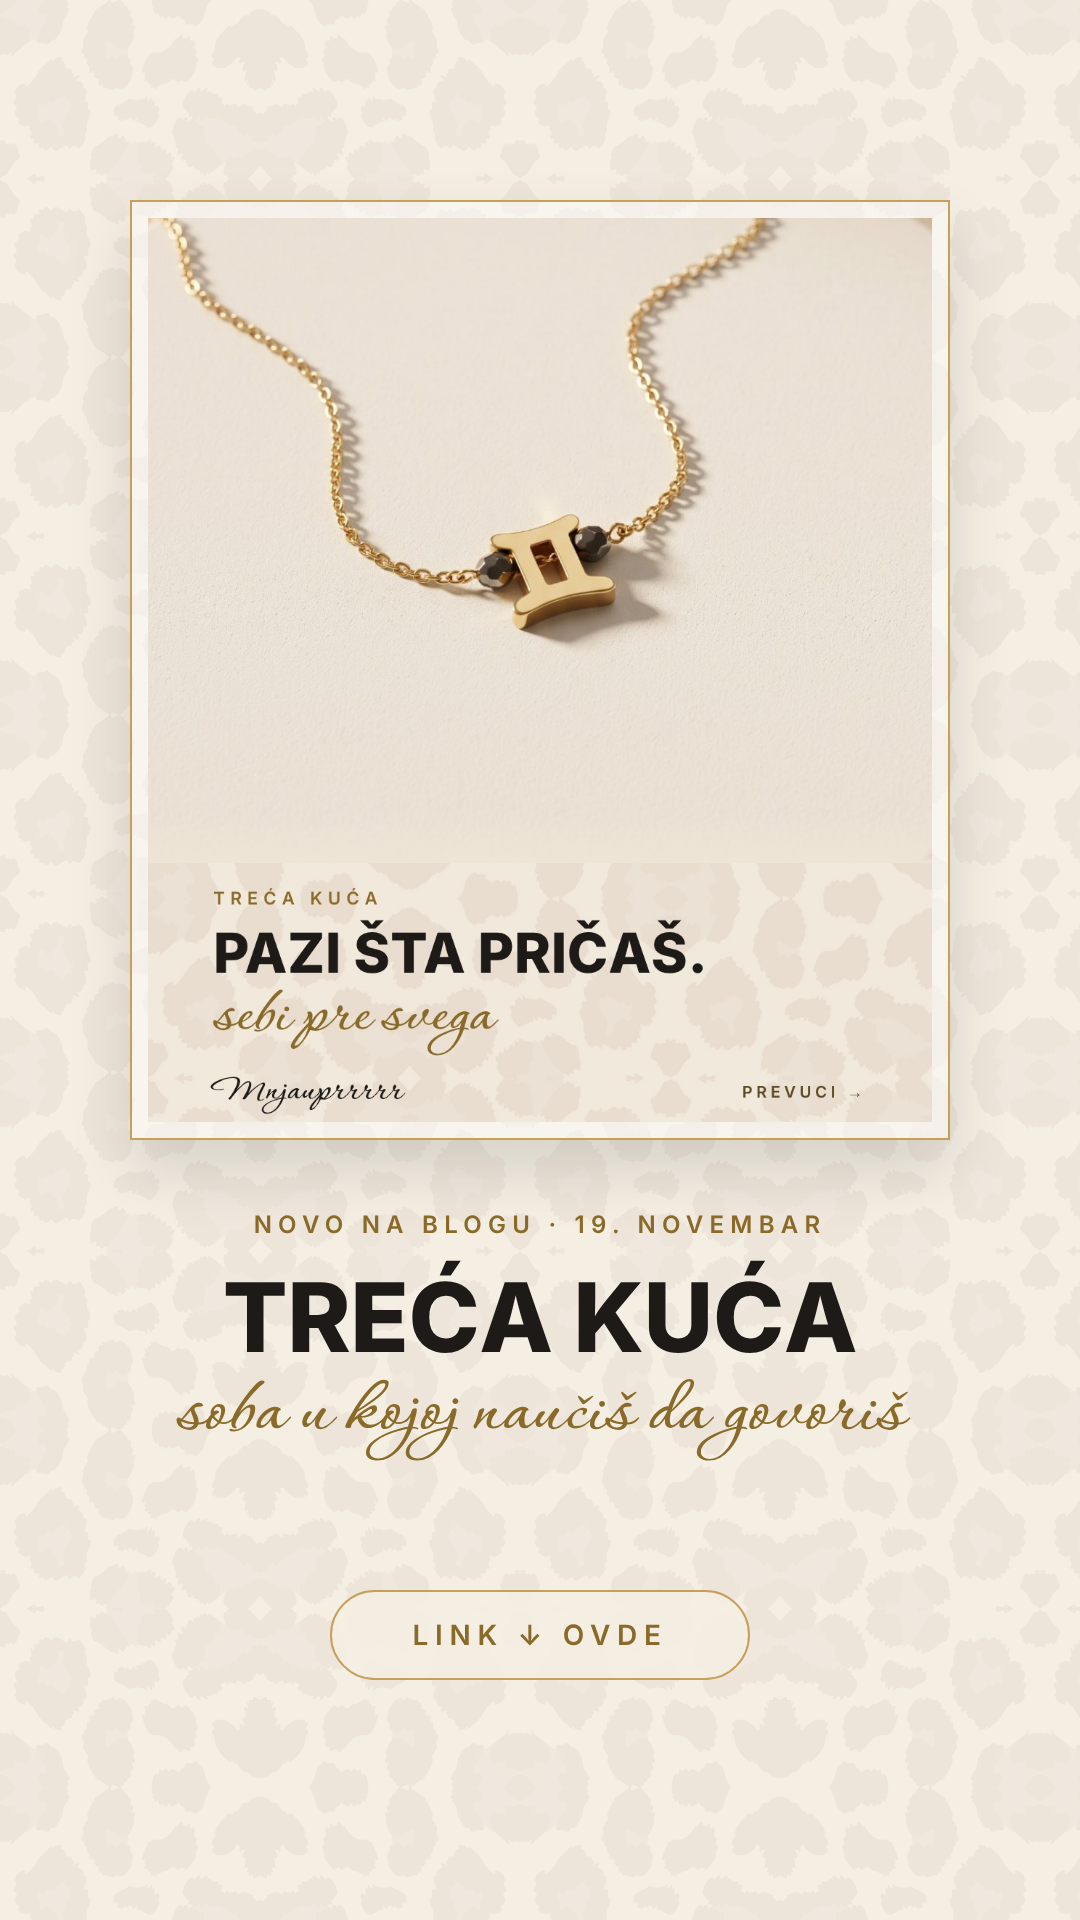 TREĆA KUĆA
PAZI ŠTA PRIČAŠ.
sebi pre svega
Mnjauprrrrr
PREVUCI →
NOVO NA BLOGU · 19. NOVEMBAR
TREĆA KUĆA
soba u kojoj naučiš da govoriš
LINK ↓ OVDE